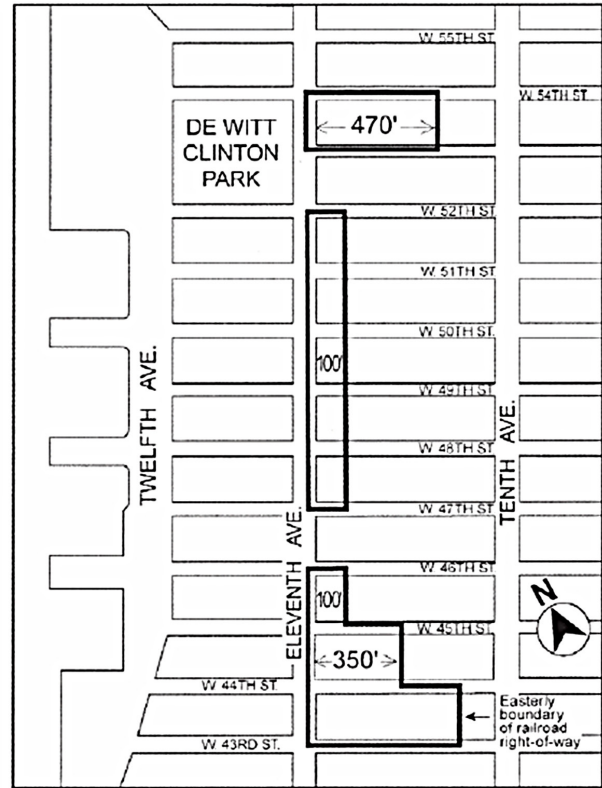 W. 55TH ST.
W. 54TH ST.
470'
DE WITT
CLINTON
PARK
W. 52TH ST
W. 51TH ST
W. 50TH ST.
100'
W. 49TH ST
W. 48TH ST
W. 47TH ST
TWELFTH AVE.
ELEVENTH AVE.
TENTH AVE.
W. 46TH ST
100'
N
W. 45TH ST
350'
W. 44TH ST.
W. 43RD ST.
Easterly
boundary
of railroad
right-of-way